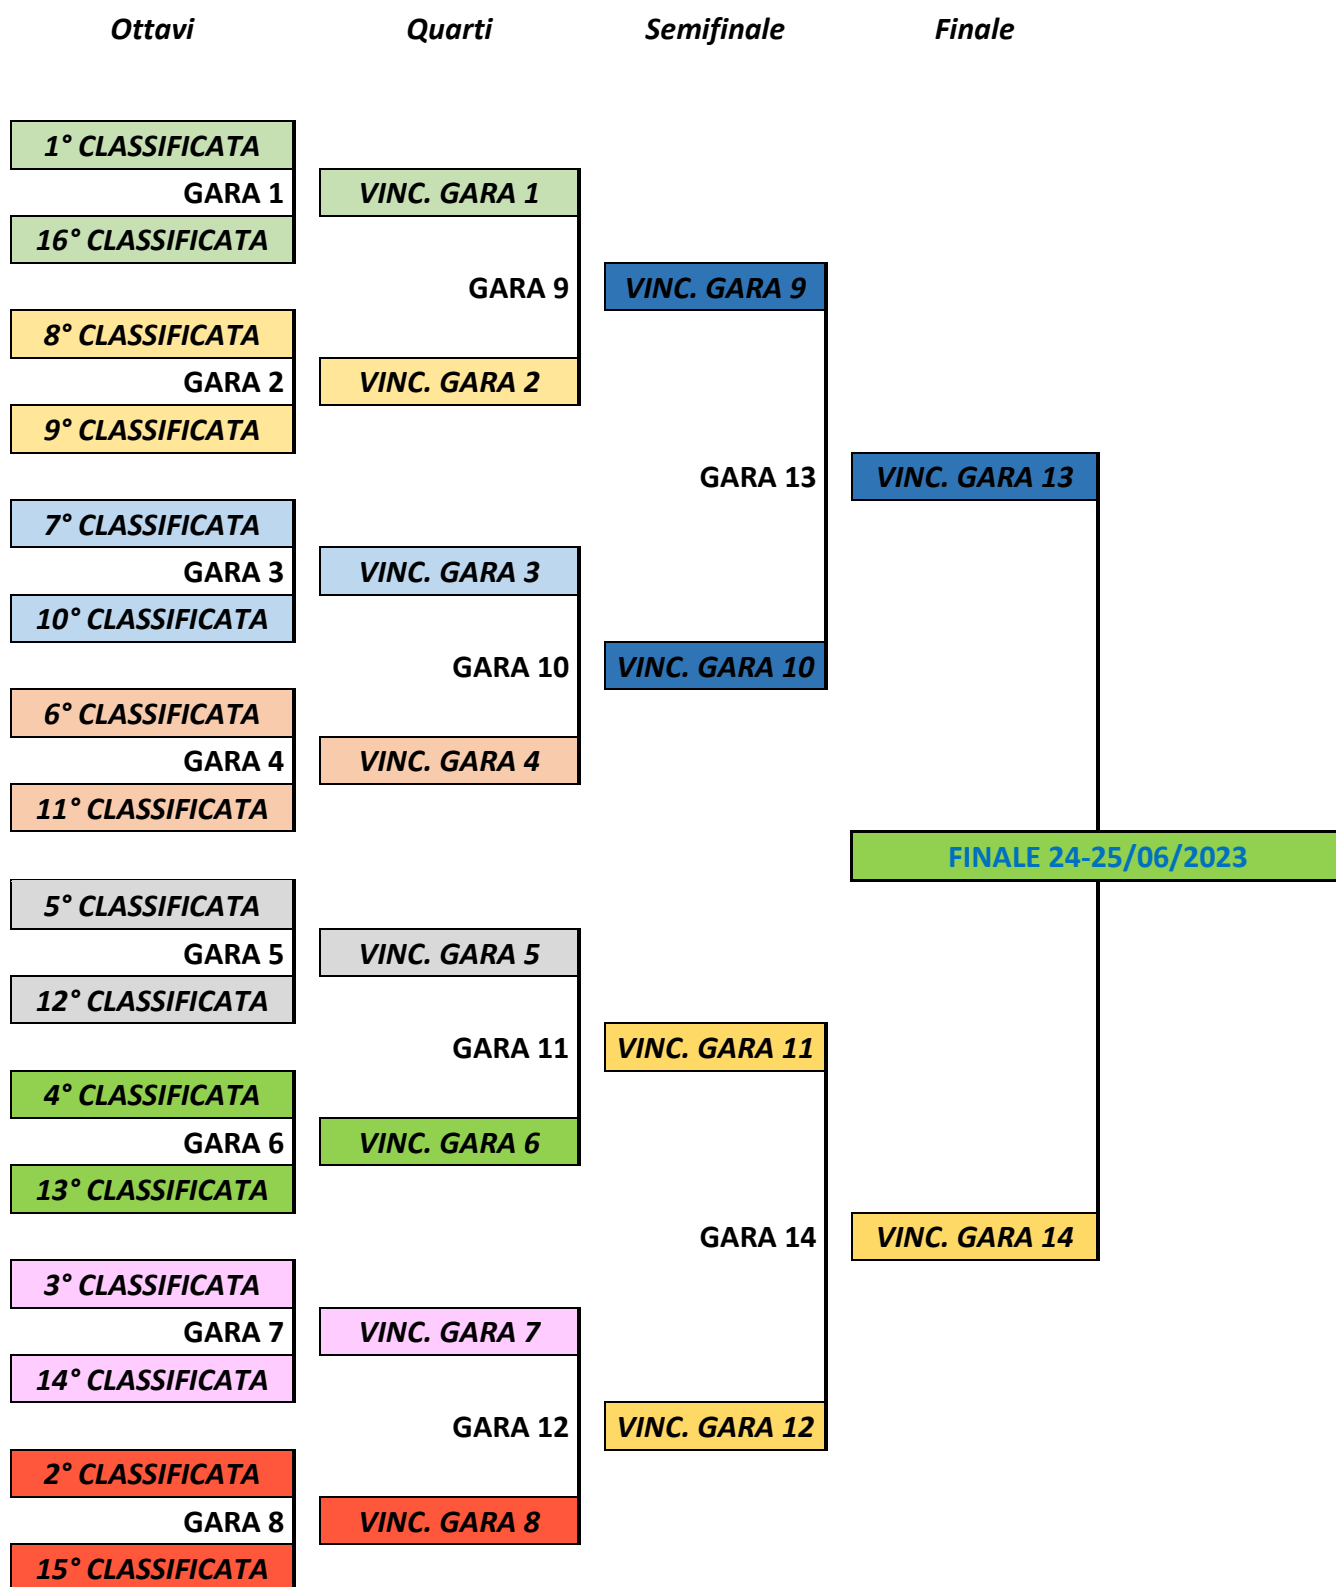 Ottavi Quarti Semifinale Finale
1° CLASSIFICATA
GARA 1 VINC. GARA 1
16° CLASSIFICATA
GARA 9 VINC. GARA 9
8° CLASSIFICATA
GARA 2 VINC. GARA 2
9° CLASSIFICATA
GARA 13 VINC. GARA 13
7° CLASSIFICATA
GARA 3 VINC. GARA 3
10° CLASSIFICATA
GARA 10 VINC. GARA 10
6° CLASSIFICATA
GARA 4 VINC. GARA 4
11° CLASSIFICATA
FINALE 24-25/06/2023
5° CLASSIFICATA
GARA 5 VINC. GARA 5
12° CLASSIFICATA
GARA 11 VINC. GARA 11
4° CLASSIFICATA
GARA 6 VINC. GARA 6
13° CLASSIFICATA
GARA 14 VINC. GARA 14
3° CLASSIFICATA
GARA 7 VINC. GARA 7
14° CLASSIFICATA
GARA 12 VINC. GARA 12
2° CLASSIFICATA
GARA 8 VINC. GARA 8
15° CLASSIFICATA